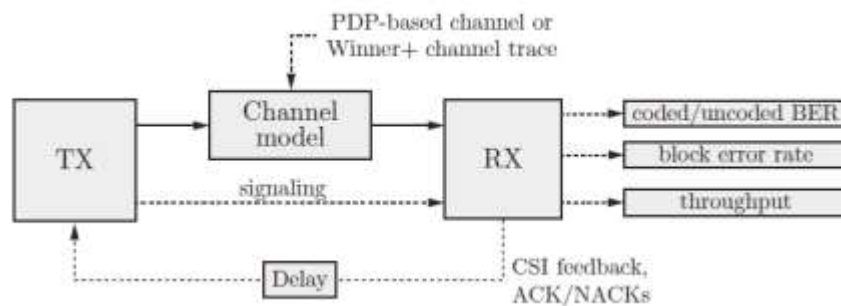 PDP-based channel or
Winner+ channel trace
TX
Channel
model
RX
coded/uncoded BER
block error rate
throughput
signaling
Delay
CSI feedback,
ACK/NACKs